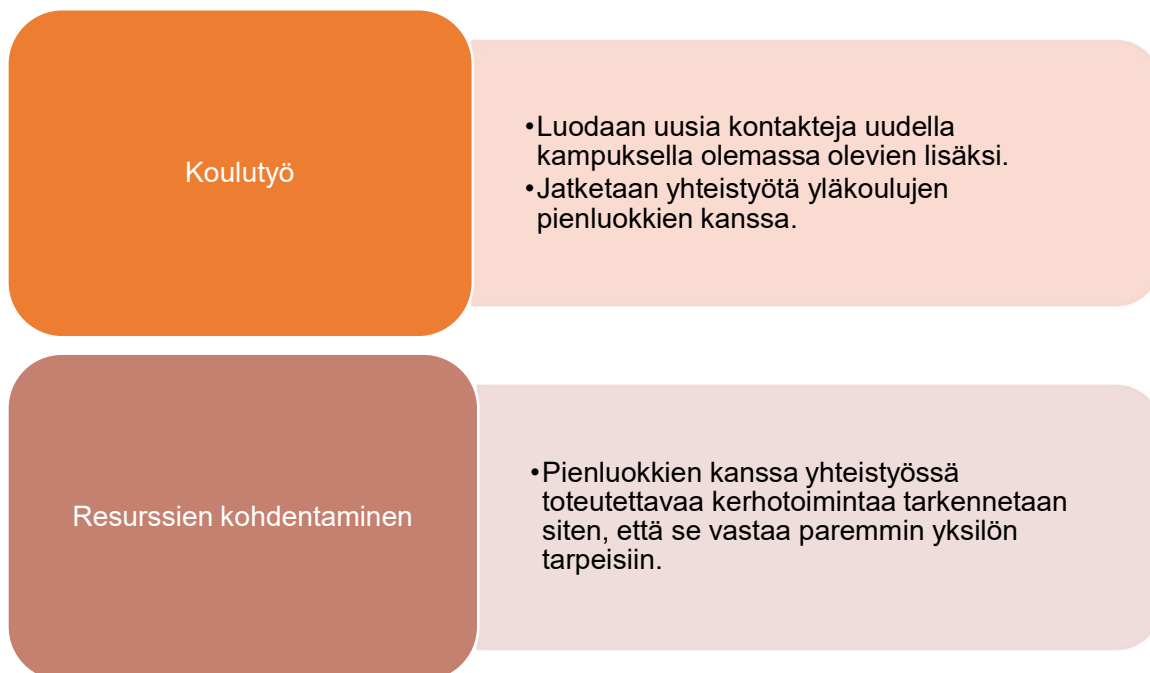 Koulutyö
•Luodaan uusia kontakteja uudella
kampuksella olemassa olevien lisäksi.
•Jatketaan yhteistyötä yläkoulujen
pienluokkien kanssa.
Resurssien kohdentaminen
•Pienluokkien kanssa yhteistyössä
toteutettavaa kerhotoimintaa tarkennetaan
siten, että se vastaa paremmin yksilön
tarpeisiin.